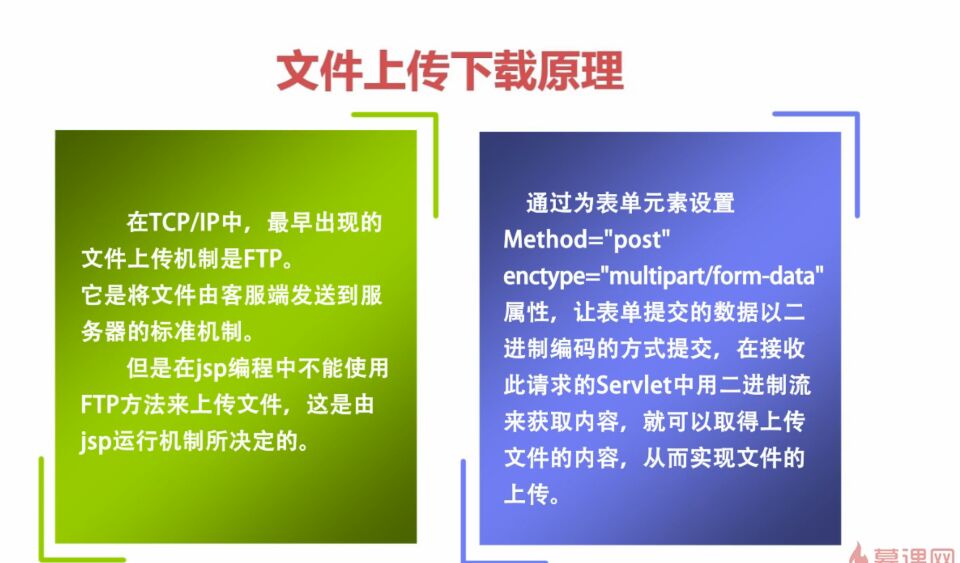 文件上传下载原理
在TCP/IP中，最早出现的
文件上传机制是FTP。
它是将文件由客服端发送到服
务器的标准机制。
但是在jsp编程中不能使用
FTP方法来上传文件，这是由
jsp运行机制所决定的。
通过为表单元素设置
Method="post"
enctype="multipart/form-data"
属性，让表单提交的数据以二
进制编码的方式提交，在接收
此请求的Servlet中用二进制流
来获取内容，就可以取得上传
文件的内容，从而实现文件的
上传。
慕课网